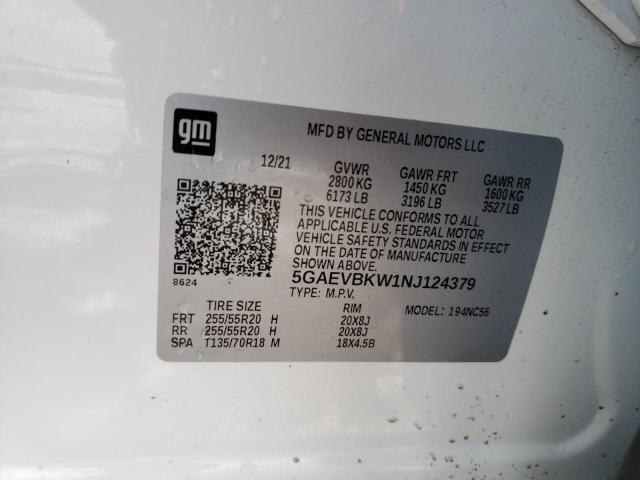 gm
MFD BY GENERAL MOTORS LLC
12/21 GVWR GAWR FRT GAWR RR
2800 KG 1450 KG 1600 KG
6173 LB 3196 LB 3527 LB
THIS VEHICLE CONFORMS TO ALL
APPLICABLE U.S. FEDERAL MOTOR
VEHICLE SAFETY STANDARDS IN EFFECT
ON THE DATE OF MANUFACTURE
SHOWN ABOVE.
8624 5GAEVBKW1NJ124379
TYPE: M.P.V.
TIRE SIZE RIM MODEL: 194NC56
FRT 255/55R20 H 20X8J
RR 255/55R20 H 20X8J
SPA T135/70R18 M 18X4.5B